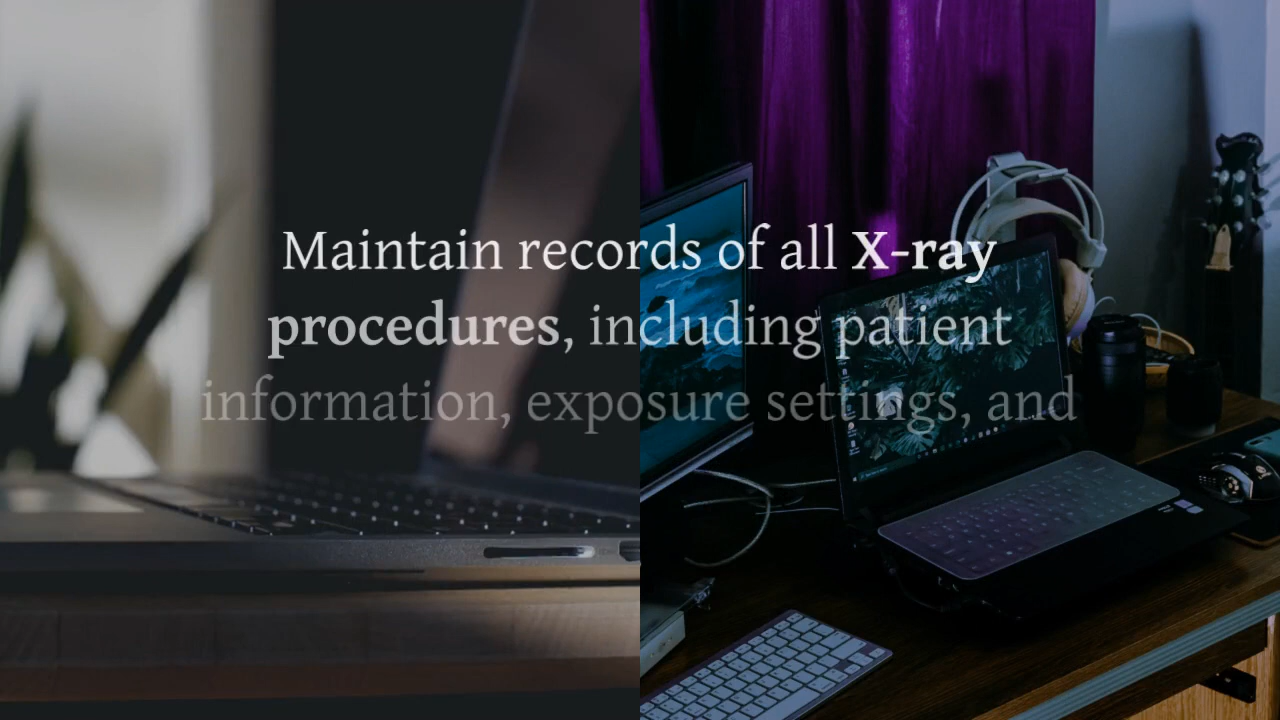 Maintain records of all X-ray
procedures, including patient
information, exposure settings, and